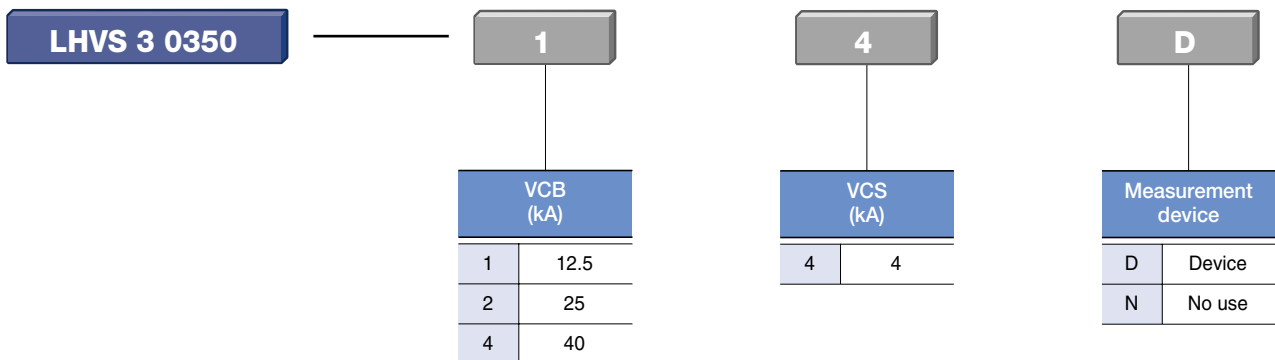 LHVS 3 0350 1 4 D
VCB
(kA)
1 12.5
2 25
4 40
VCS
(kA)
4 4
Measurement
device
D Device
N No use